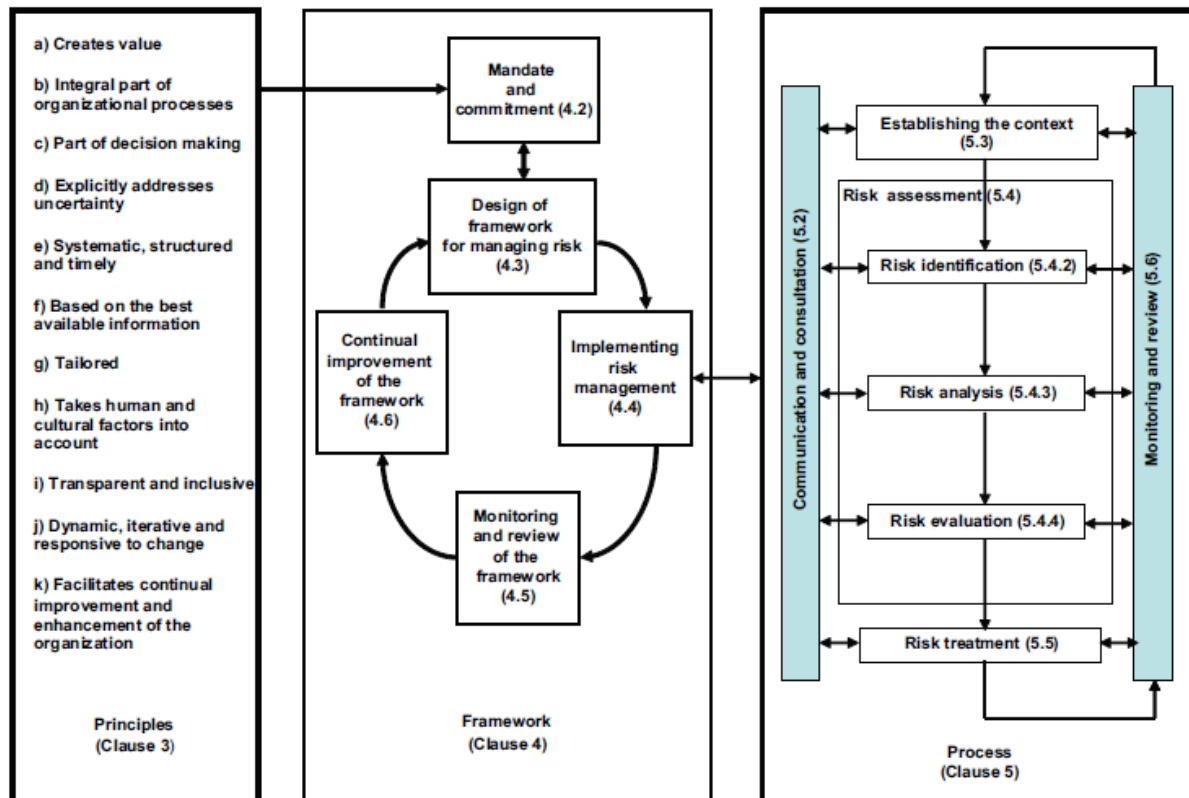 a) Creates value
b) Integral part of
organizational processes
c) Part of decision making
d) Explicitly addresses
uncertainty
e) Systematic, structured
and timely
f) Based on the best
available information
g) Tailored
h) Takes human and
cultural factors into
account
i) Transparent and inclusive
j) Dynamic, iterative and
responsive to change
k) Facilitates continual
improvement and
enhancement of the
organization
Principles
(Clause 3)
Mandate
and
commitment (4.2)
Design of
framework
for managing risk
(4.3)
Continual
improvement
of the
framework
(4.6)
Implementing
risk
management
(4.4)
Monitoring
and review
of the
framework
(4.5)
Framework
(Clause 4)
Communication and consultation (5.2)
Establishing the context
(5.3)
Risk assessment (5.4)
Risk identification (5.4.2)
Risk analysis (5.4.3)
Risk evaluation (5.4.4)
Risk treatment (5.5)
Monitoring and review (5.6)
Process
(Clause 5)